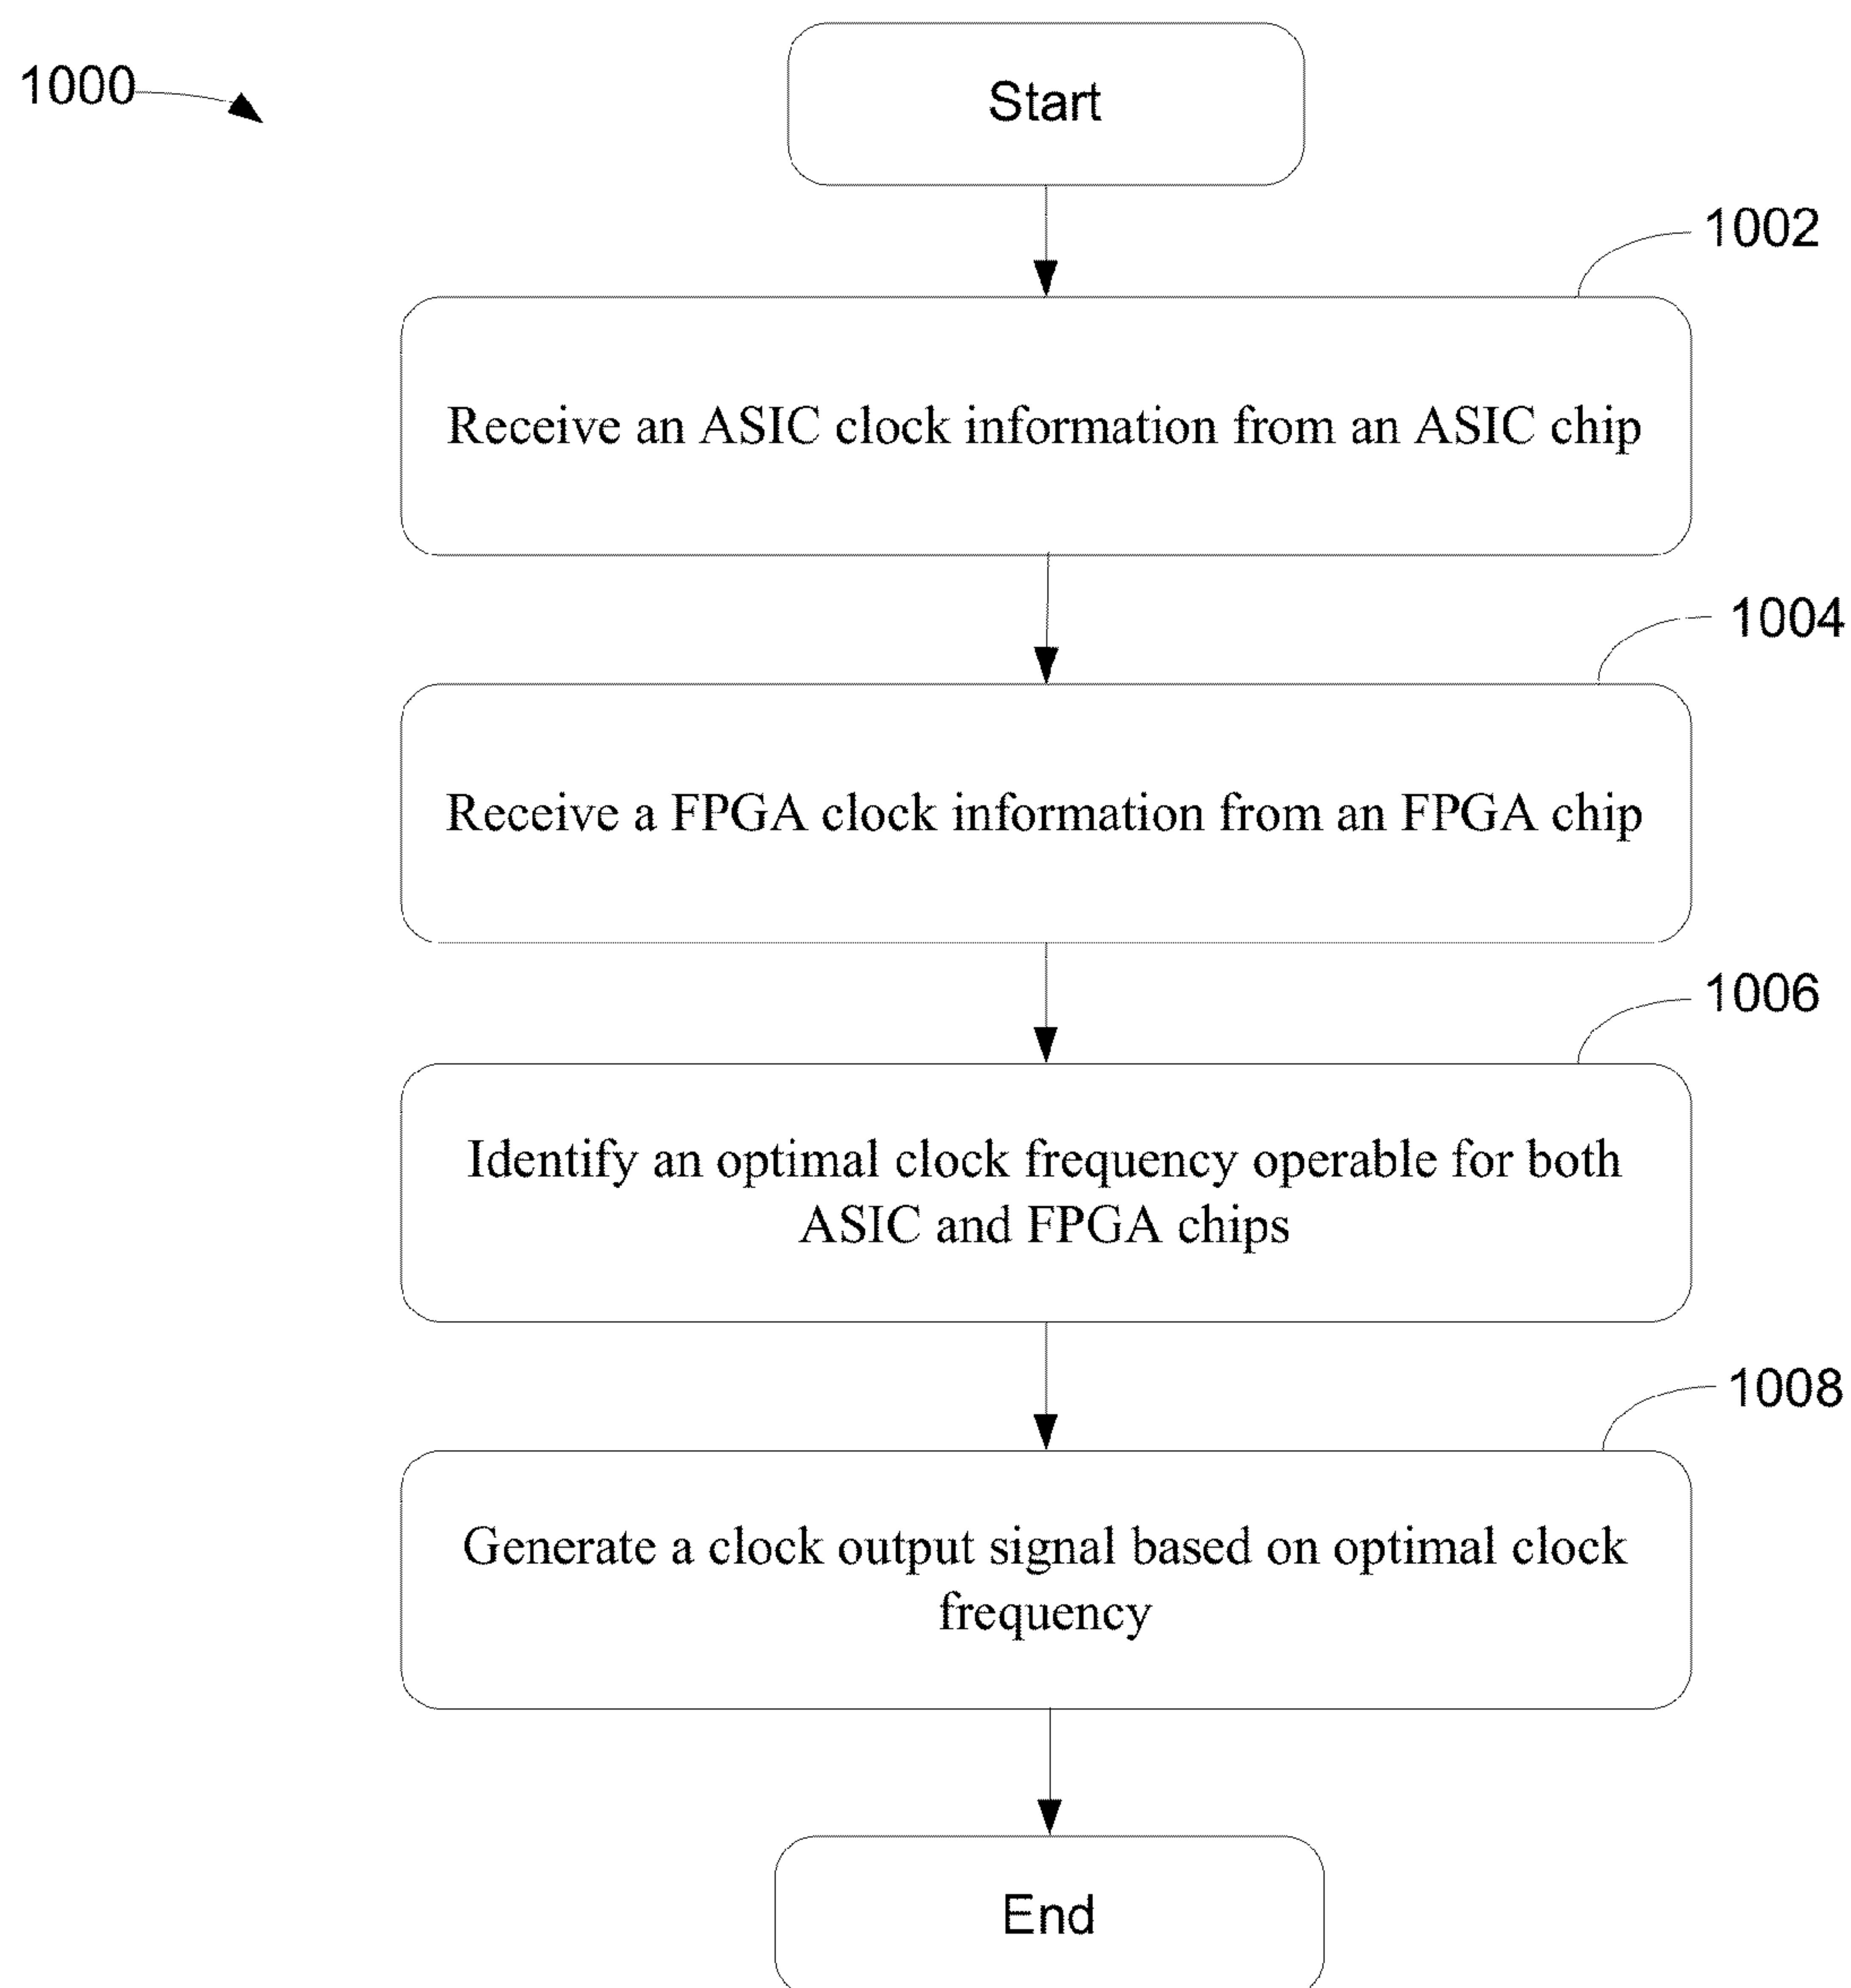 1000
Start
1002
Receive an ASIC clock information from an ASIC chip
1004
Receive a FPGA clock information from an FPGA chip
1006
Identify an optimal clock frequency operable for both
ASIC and FPGA chips
1008
Generate a clock output signal based on optimal clock
frequency
End